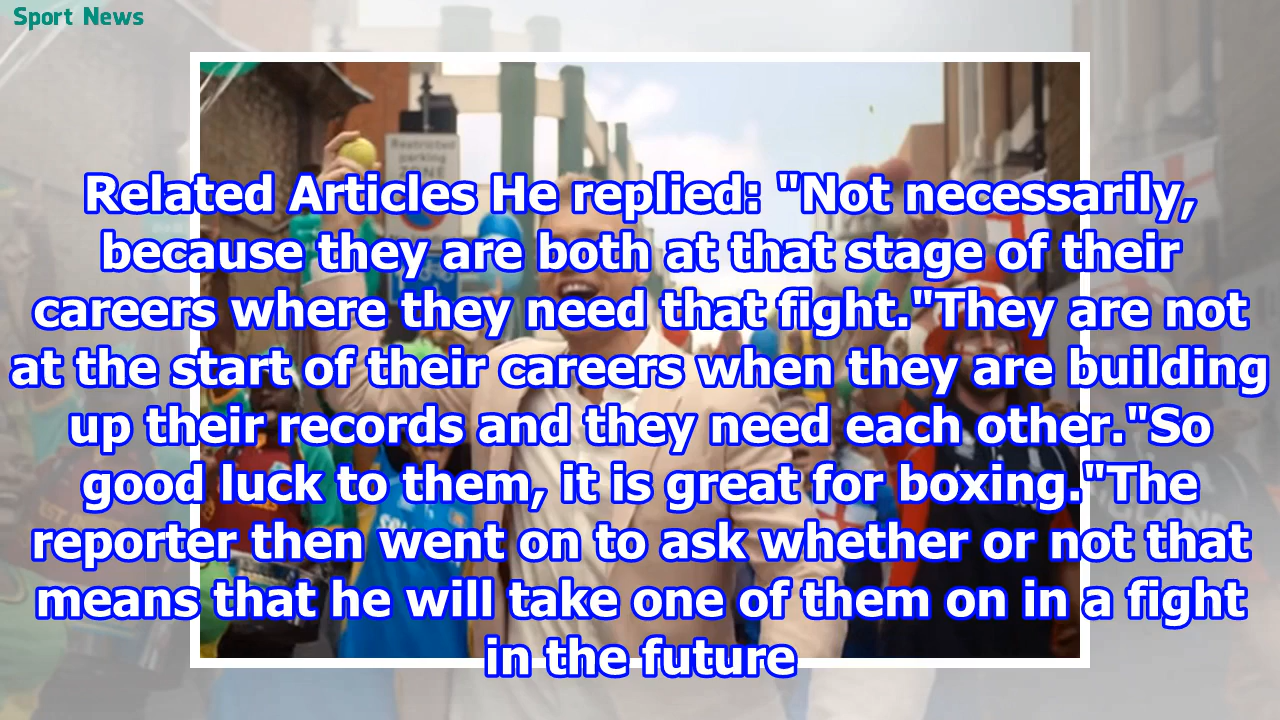 Sport News
Restricted
parking
ZONE
Related Articles He replied: "Not necessarily,
because they are both at that stage of their
careers where they need that fight."They are not
at the start of their careers when they are building
up their records and they need each other."So
good luck to them, it is great for boxing."The
reporter then went on to ask whether or not that
means that he will take one of them on in a fight
in the future